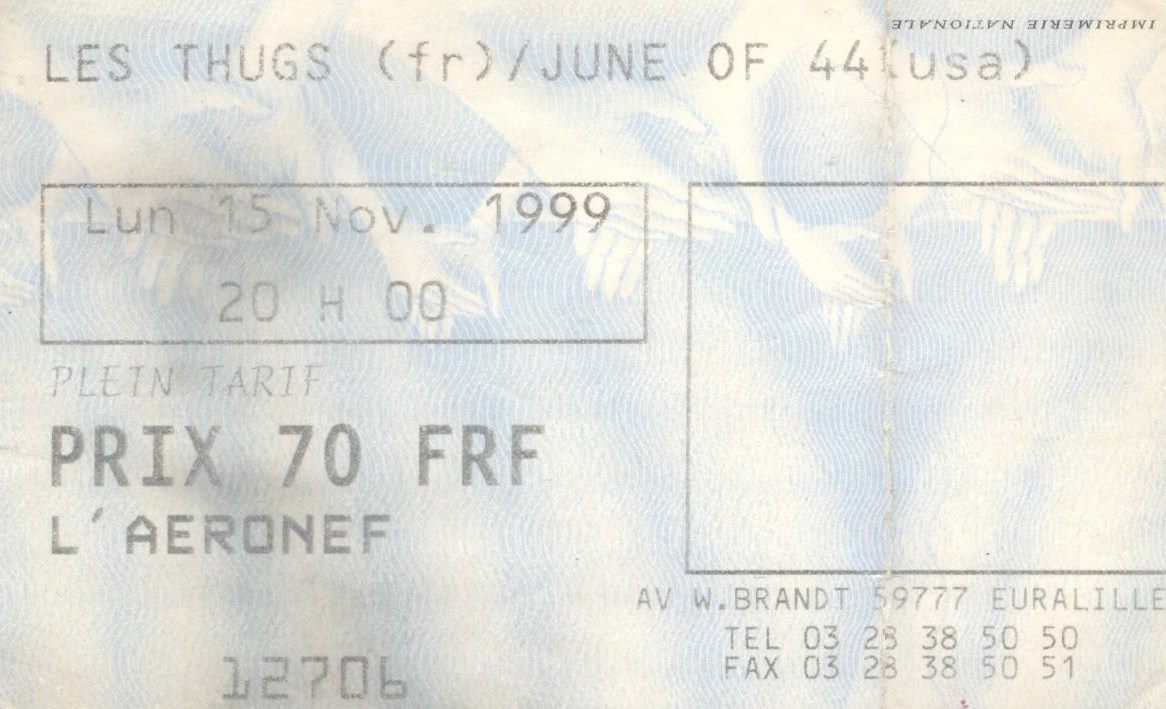 IMPRIMERIE NATIONALE
LES THUGS (fr)/JUNE OF 44(usa)
Lun 15 Nov. 1999
20 H 00
PLEIN TARIF
PRIX 70 FRF
L'AERONEF
AV W.BRANDT 59777 EURALILLE
TEL 03 28 38 50 50
FAX 03 28 38 50 51
12706